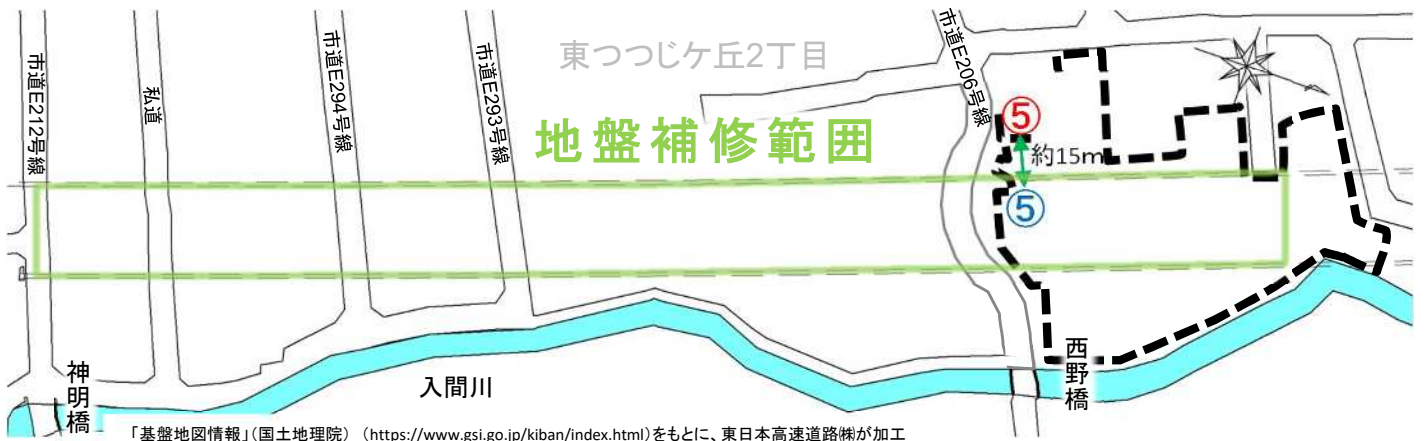 市道E212号線
私道
市道E294号線
市道E293号線
東つつじケ丘2丁目
市道E206号線
地盤補修範囲
⑤
約15m
⑤
神明橋
入間川
西野橋
「基盤地図情報」(国土地理院) (https://www.gsi.go.jp/kiban/index.html)をもとに、東日本高速道路㈱が加工